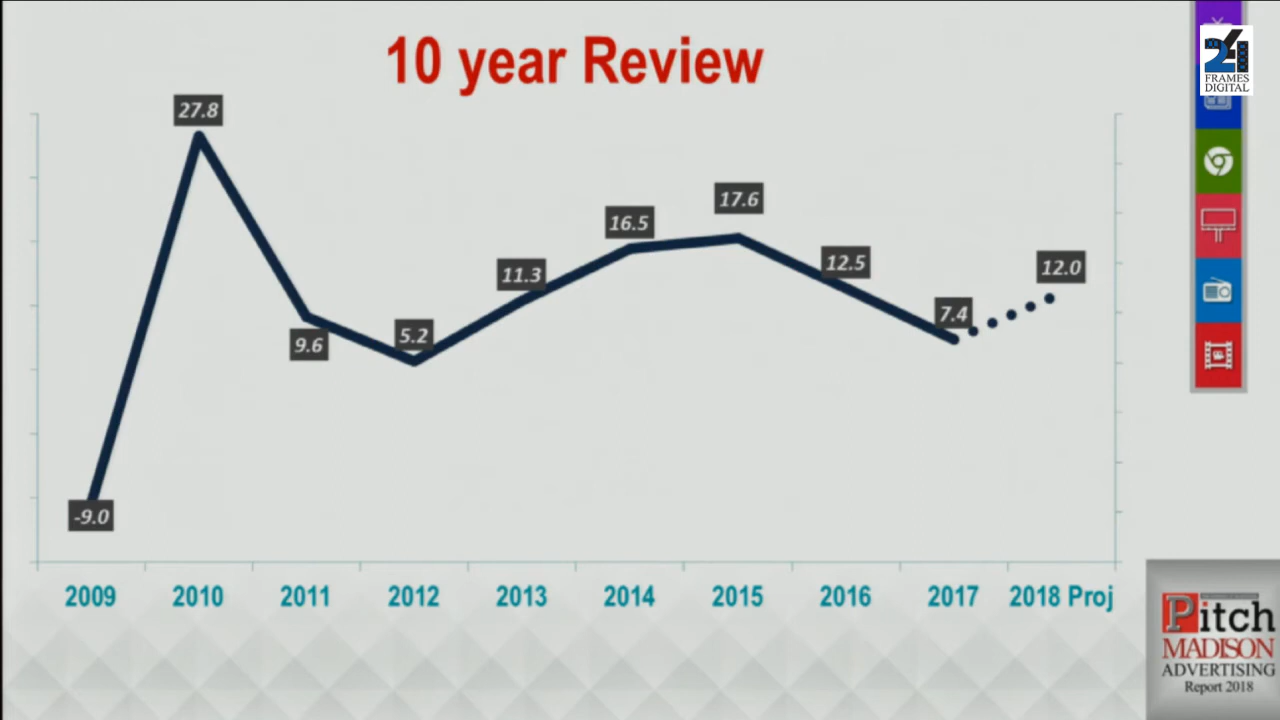 10 year Review
24
FRAMES
DIGITAL
27.8
17.6
16.5
12.5
12.0
11.3
7.4
5.2
9.6
-9.0
2009 2010 2011 2012 2013 2014 2015 2016 2017 2018 Proj
Pitch
MADISON
ADVERTISING
Report 2018